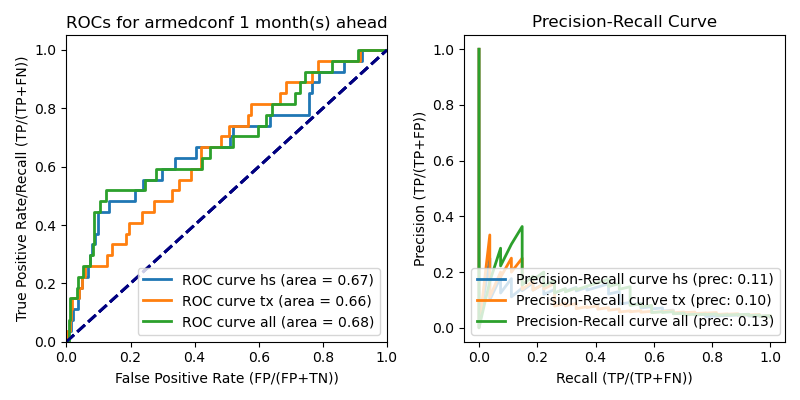 ROCs for armedconf 1 month(s) ahead
True Positive Rate/Recall (TP/(TP+FN))
1.0
0.8
0.6
0.4
0.2
0.0
ROC curve hs (area = 0.67)
ROC curve tx (area = 0.66)
ROC curve all (area = 0.68)
0.0 0.2 0.4 0.6 0.8 1.0
False Positive Rate (FP/(FP+TN))
Precision-Recall Curve
Precision (TP/(TP+FP))
1.0
0.8
0.6
0.4
0.2
0.0
Precision-Recall curve hs (prec: 0.11)
Precision-Recall curve tx (prec: 0.10)
Precision-Recall curve all (prec: 0.13)
0.0 0.2 0.4 0.6 0.8 1.0
Recall (TP/(TP+FN))